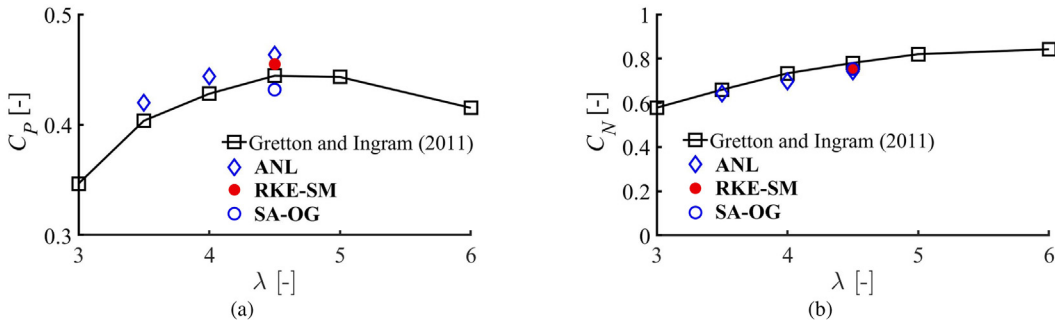 0.5
0.4
0.3
C_P [-]
Gretton and Ingram (2011)
ANL
RKE-SM
SA-OG
3 4 5 6
λ [-]
(a)
1
0.8
0.6
0.4
0.2
0
C_N [-]
Gretton and Ingram (2011)
ANL
RKE-SM
SA-OG
3 4 5 6
λ [-]
(b)